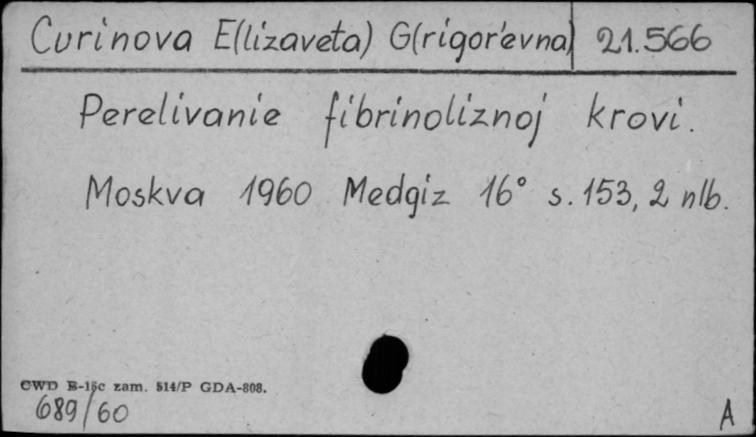 Curinova E(lizaveta) G(rigor'evna) 21.566
Perelivanie fibrinoliznoj krovi.
Moskva 1960 Medgiz 16° s. 153, 2 nlb.
CWD B-15c zam. 514/P GDA-808.
689/60
A